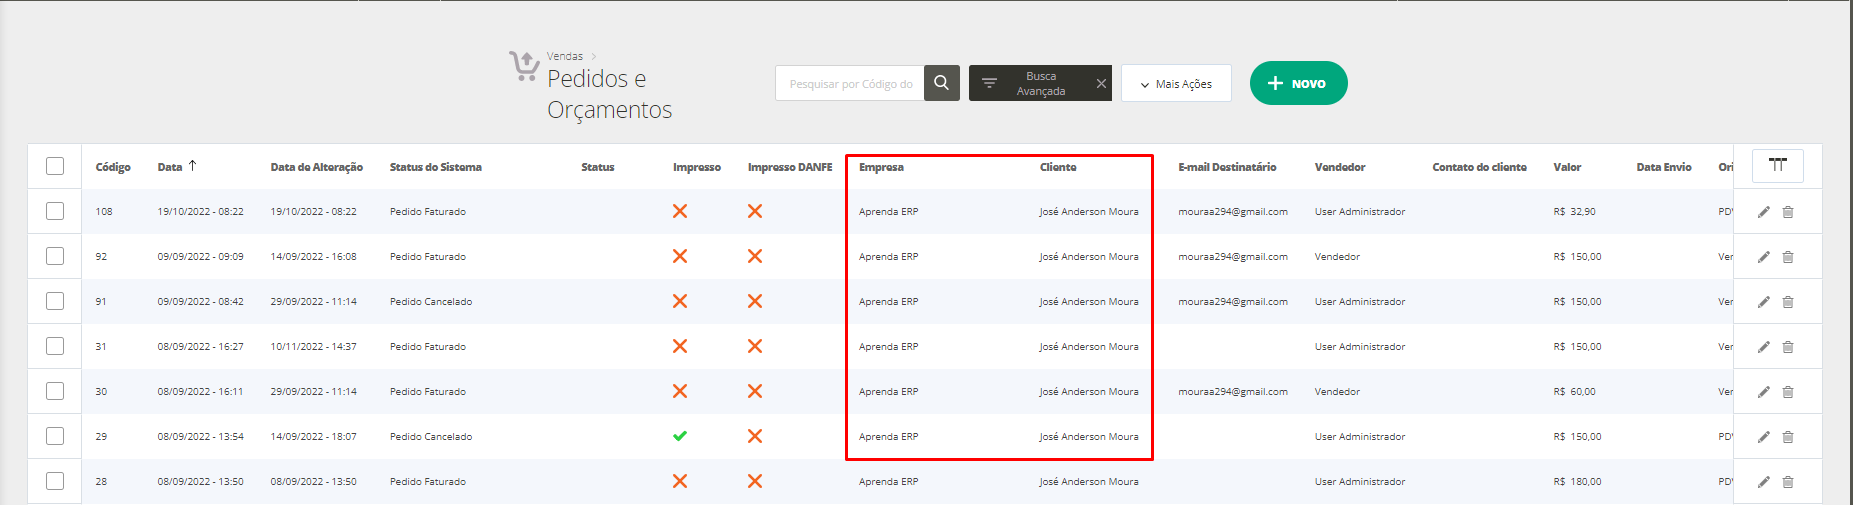 Vendas
Pedidos e
Orçamentos
Pesquisar por Código do
Busca
Avançada
Mais Ações
NOVO
Código Data Data de Alteração Status do Sistema Status Impresso Impresso DANFE Empresa Cliente E-mail Destinatário Vendedor Contato do cliente Valor Data Envio Ori
108 19/10/2022 - 08:22 19/10/2022 - 08:22 Pedido Faturado Aprenda ERP José Anderson Moura mouraa294@gmail.com User Administrador R$ 32,90 PDV
92 09/09/2022 - 09:09 14/09/2022 - 16:08 Pedido Faturado Aprenda ERP José Anderson Moura mouraa294@gmail.com Vendedor R$ 150,00 Ver
91 09/09/2022 - 08:42 29/09/2022 - 11:14 Pedido Cancelado Aprenda ERP José Anderson Moura mouraa294@gmail.com User Administrador R$ 150,00 Ver
31 08/09/2022 - 16:27 10/11/2022 - 14:37 Pedido Faturado Aprenda ERP José Anderson Moura User Administrador R$ 150,00 Ver
30 08/09/2022 - 16:11 29/09/2022 - 11:14 Pedido Faturado Aprenda ERP José Anderson Moura mouraa294@gmail.com Vendedor R$ 60,00 Ver
29 08/09/2022 - 13:54 14/09/2022 - 18:07 Pedido Cancelado Aprenda ERP José Anderson Moura User Administrador R$ 150,00 PDV
28 08/09/2022 - 13:50 08/09/2022 - 13:50 Pedido Faturado Aprenda ERP José Anderson Moura User Administrador R$ 180,00 PDV